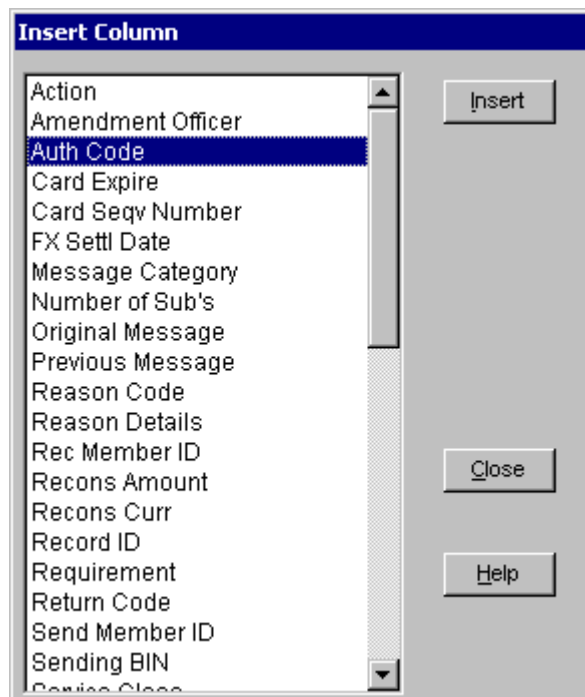 Insert Column
Action
Amendment Officer
Auth Code
Card Expire
Card Seqv Number
FX Settl Date
Message Category
Number of Sub's
Original Message
Previous Message
Reason Code
Reason Details
Rec Member ID
Recons Amount
Recons Curr
Record ID
Requirement
Return Code
Send Member ID
Sending BIN
Insert
Close
Help